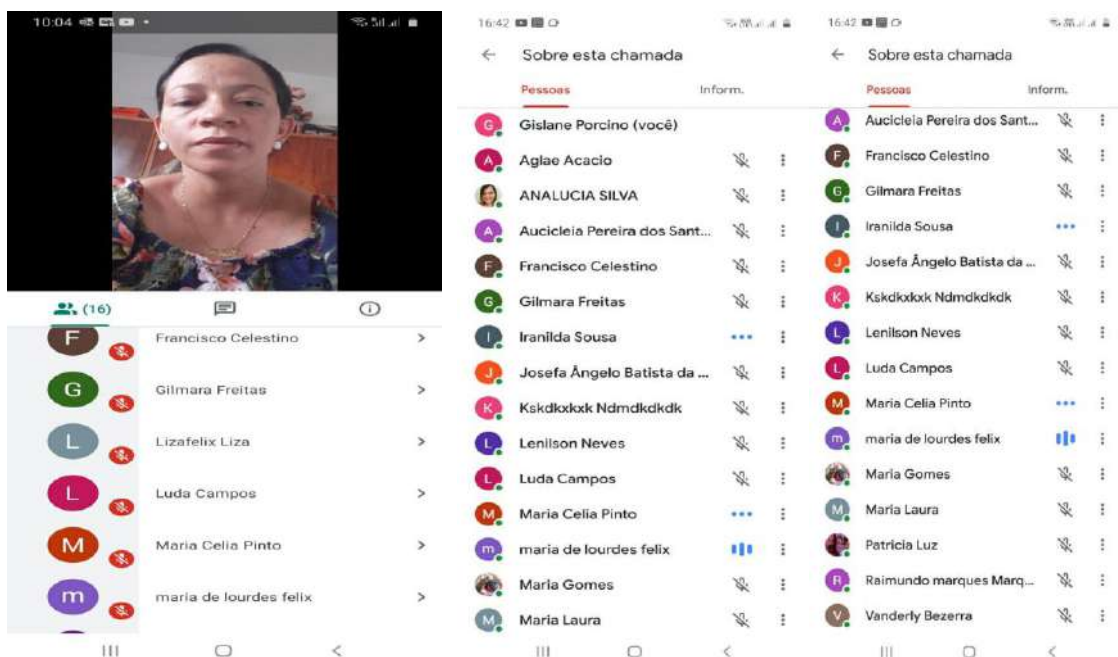 10:04
(16)
F Francisco Celestino
G Gilmara Freitas
L Lizafelix Liza
L Luda Campos
M Maria Celia Pinto
m maria de lourdes felix
16:42
Sobre esta chamada
Pessoas Inform.
G Gislane Porcino (você)
A Aglae Acacio
ANALUCIA SILVA
A Aucicleia Pereira dos Sant...
F Francisco Celestino
G Gilmara Freitas
I Iranilda Sousa
J Josefa Ângelo Batista da ...
K Kskdkxkxk Ndmdkdkdk
L Lenilson Neves
L Luda Campos
M Maria Celia Pinto
m maria de lourdes felix
Maria Gomes
M Maria Laura
16:42
Sobre esta chamada
Pessoas Inform.
A Aucicleia Pereira dos Sant...
F Francisco Celestino
G Gilmara Freitas
I Iranilda Sousa
J Josefa Ângelo Batista da ...
K Kskdkxkxk Ndmdkdkdk
L Lenilson Neves
L Luda Campos
M Maria Celia Pinto
m maria de lourdes felix
Maria Gomes
M Maria Laura
Patricia Luz
R Raimundo marques Marq...
V Vanderly Bezerra